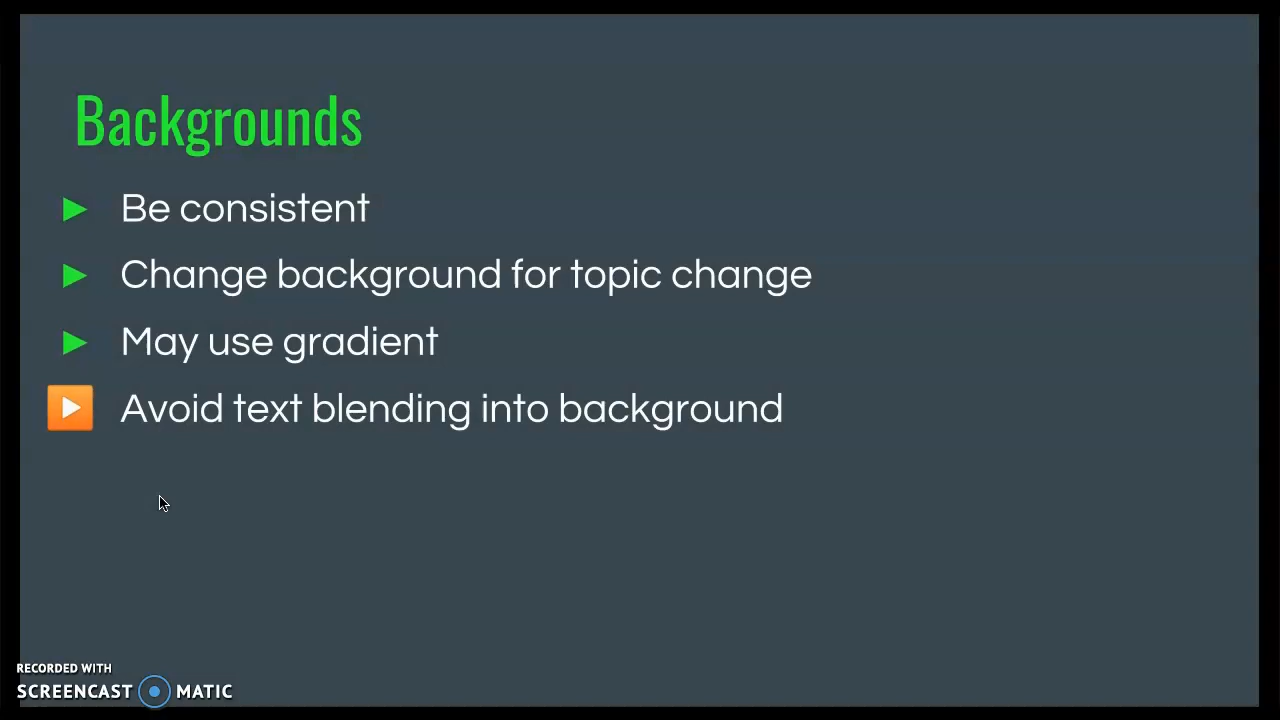 Backgrounds
► Be consistent
► Change background for topic change
► May use gradient
▶️ Avoid text blending into background
RECORDED WITH
SCREENCAST MATIC